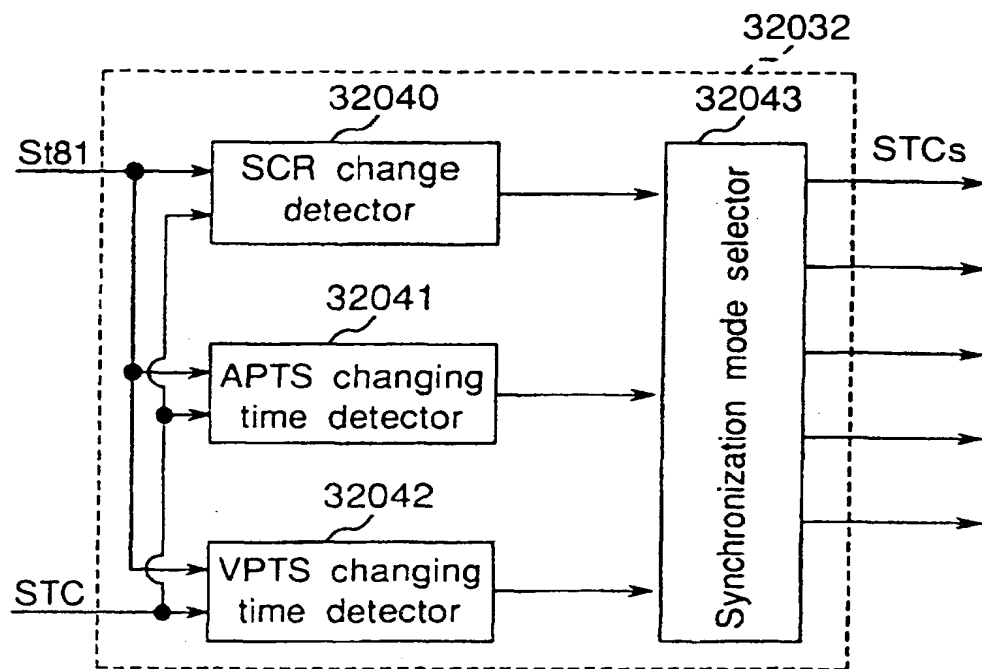 32032
32040
32043
St81
SCR change
detector
STCs
32041
APTS changing
time detector
Synchronization mode selector
32042
VPTS changing
time detector
STC